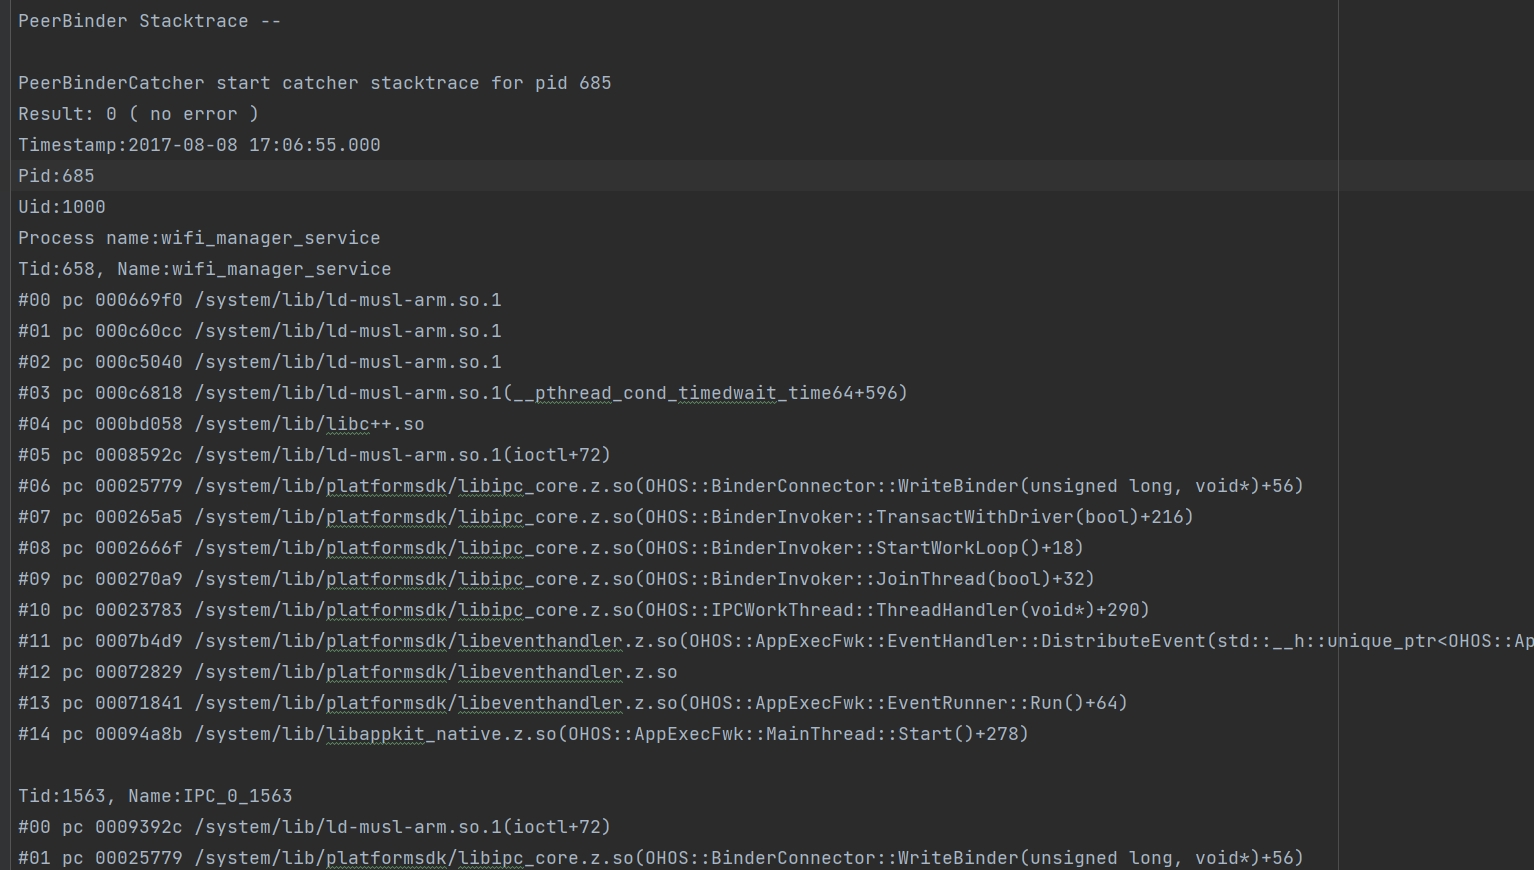 PeerBinder Stacktrace --
PeerBinderCatcher start catcher stacktrace for pid 685
Result: 0 ( no error )
Timestamp:2017-08-08 17:06:55.000
Pid:685
Uid:1000
Process name:wifi_manager_service
Tid:658, Name:wifi_manager_service
#00 pc 000669f0 /system/lib/ld-musl-arm.so.1
#01 pc 000c60cc /system/lib/ld-musl-arm.so.1
#02 pc 000c5040 /system/lib/ld-musl-arm.so.1
#03 pc 000c6818 /system/lib/ld-musl-arm.so.1(__pthread_cond_timedwait_time64+596)
#04 pc 000bd058 /system/lib/libc++.so
#05 pc 0008592c /system/lib/ld-musl-arm.so.1(ioctl+72)
#06 pc 00025779 /system/lib/platformsdk/libipc_core.z.so(OHOS::BinderConnector::WriteBinder(unsigned long, void*)+56)
#07 pc 000265a5 /system/lib/platformsdk/libipc_core.z.so(OHOS::BinderInvoker::TransactWithDriver(bool)+216)
#08 pc 0002666f /system/lib/platformsdk/libipc_core.z.so(OHOS::BinderInvoker::StartWorkLoop()+18)
#09 pc 000270a9 /system/lib/platformsdk/libipc_core.z.so(OHOS::BinderInvoker::JoinThread(bool)+32)
#10 pc 00023783 /system/lib/platformsdk/libipc_core.z.so(OHOS::IPCWorkThread::ThreadHandler(void*)+290)
#11 pc 0007b4d9 /system/lib/platformsdk/libeventhandler.z.so(OHOS::AppExecFwk::EventHandler::DistributeEvent(std::__h::unique_ptr<OHOS::Ap
#12 pc 00072829 /system/lib/platformsdk/libeventhandler.z.so
#13 pc 00071841 /system/lib/platformsdk/libeventhandler.z.so(OHOS::AppExecFwk::EventRunner::Run()+64)
#14 pc 00094a8b /system/lib/libappkit_native.z.so(OHOS::AppExecFwk::MainThread::Start()+278)
Tid:1563, Name:IPC_0_1563
#00 pc 0009392c /system/lib/ld-musl-arm.so.1(ioctl+72)
#01 pc 00025779 /system/lib/platformsdk/libipc_core.z.so(OHOS::BinderConnector::WriteBinder(unsigned long, void*)+56)